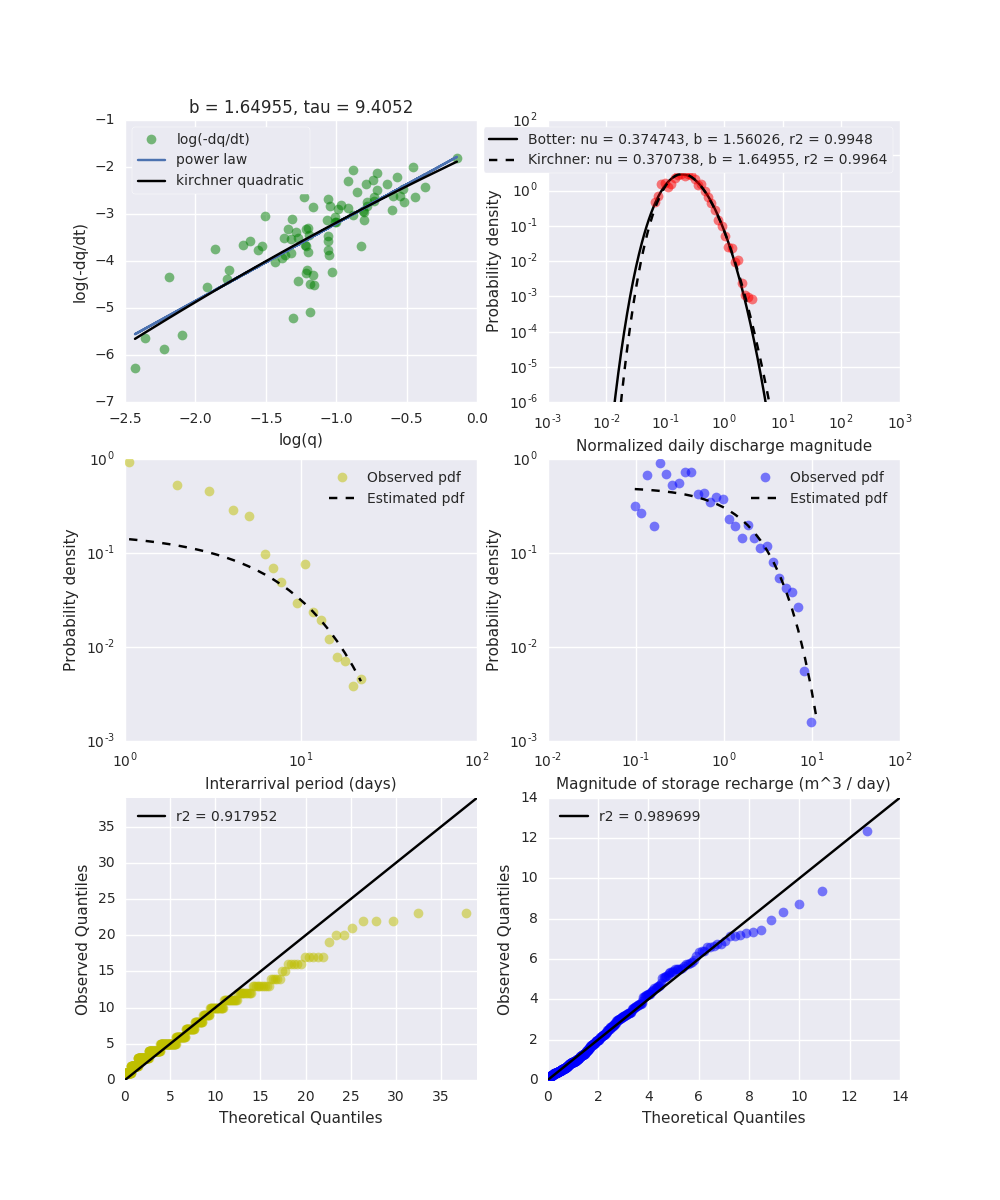 b = 1.64955, tau = 9.4052
log(-dq/dt)
power law
kirchner quadratic
−1
−2
−3
−4
−5
−6
−7
log(-dq/dt)
−2.5 −2.0 −1.5 −1.0 −0.5 0.0
log(q)
Botter: nu = 0.374743, b = 1.56026, r2 = 0.9948
Kirchner: nu = 0.370738, b = 1.64955, r2 = 0.9964
10^2
10^0
10^-1
10^-2
10^-3
10^-4
10^-5
10^-6
Probability density
10^-3 10^-2 10^-1 10^0 10^1 10^2 10^3
Normalized daily discharge magnitude
Observed pdf
Estimated pdf
10^0
10^-1
10^-2
10^-3
Probability density
10^0 10^1 10^2
Interarrival period (days)
Observed pdf
Estimated pdf
10^0
10^-1
10^-2
10^-3
Probability density
10^-2 10^-1 10^0 10^1 10^2
Magnitude of storage recharge (m^3 / day)
r2 = 0.917952
35
30
25
20
15
10
5
0
Observed Quantiles
0 5 10 15 20 25 30 35
Theoretical Quantiles
r2 = 0.989699
14
12
10
8
6
4
2
0
Observed Quantiles
0 2 4 6 8 10 12 14
Theoretical Quantiles